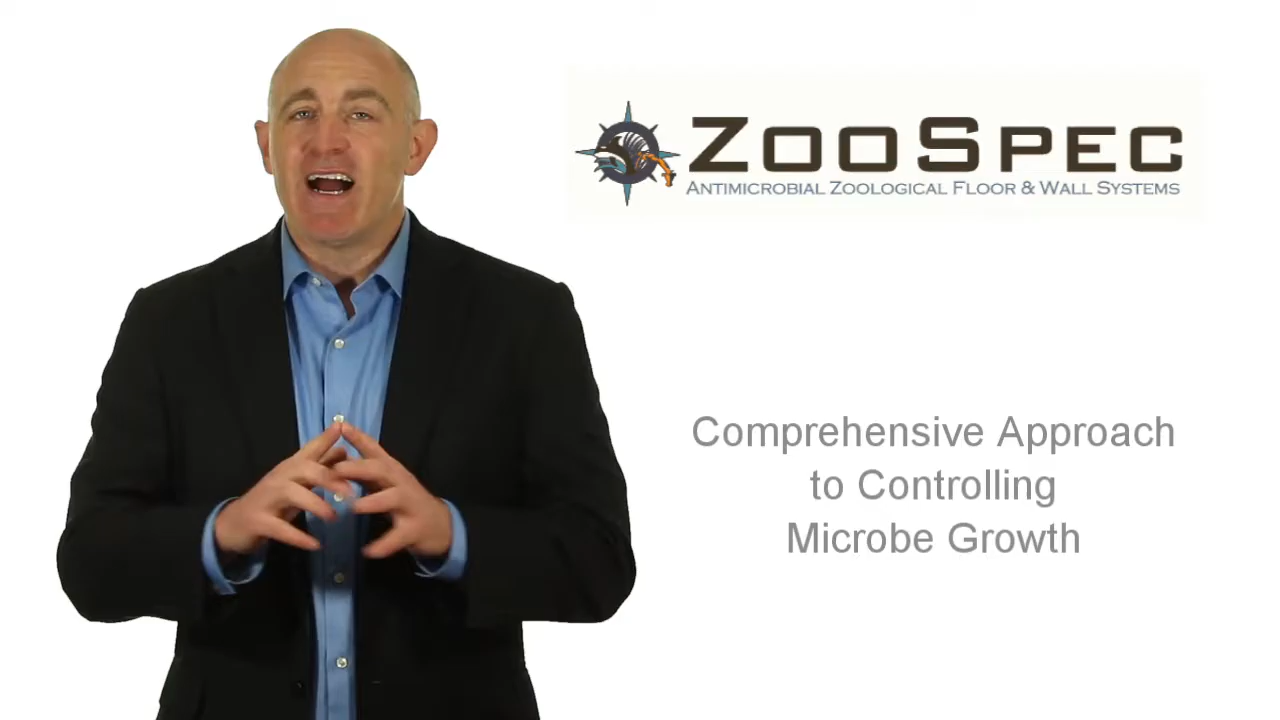 ZOOSPEC
ANTIMICROBIAL ZOOLOGICAL FLOOR & WALL SYSTEMS
Comprehensive Approach
to Controlling
Microbe Growth